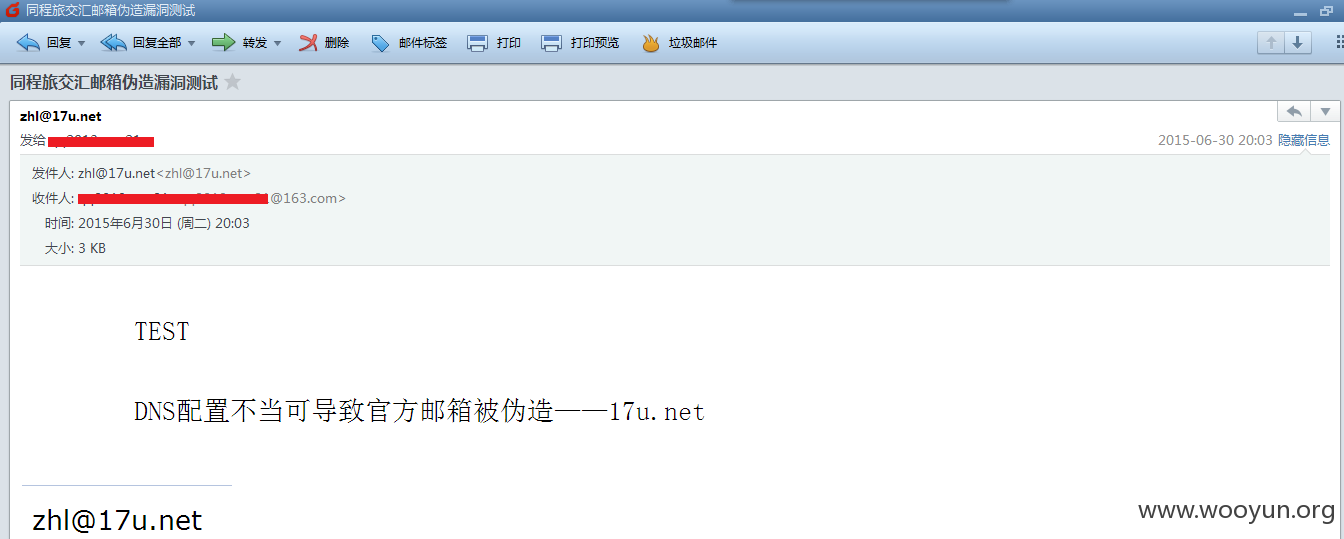 同程旅交汇邮箱伪造漏洞测试
回复 回复全部 转发 删除 邮件标签 打印 打印预览 垃圾邮件
同程旅交汇邮箱伪造漏洞测试
zhl@17u.net
发给
2015-06-30 20:03 隐藏信息
发件人: zhl@17u.net<zhl@17u.net>
收件人: @163.com>
时间: 2015年6月30日 (周二) 20:03
大小: 3 KB
TEST
DNS配置不当可导致官方邮箱被伪造——17u.net
zhl@17u.net
www.wooyun.org